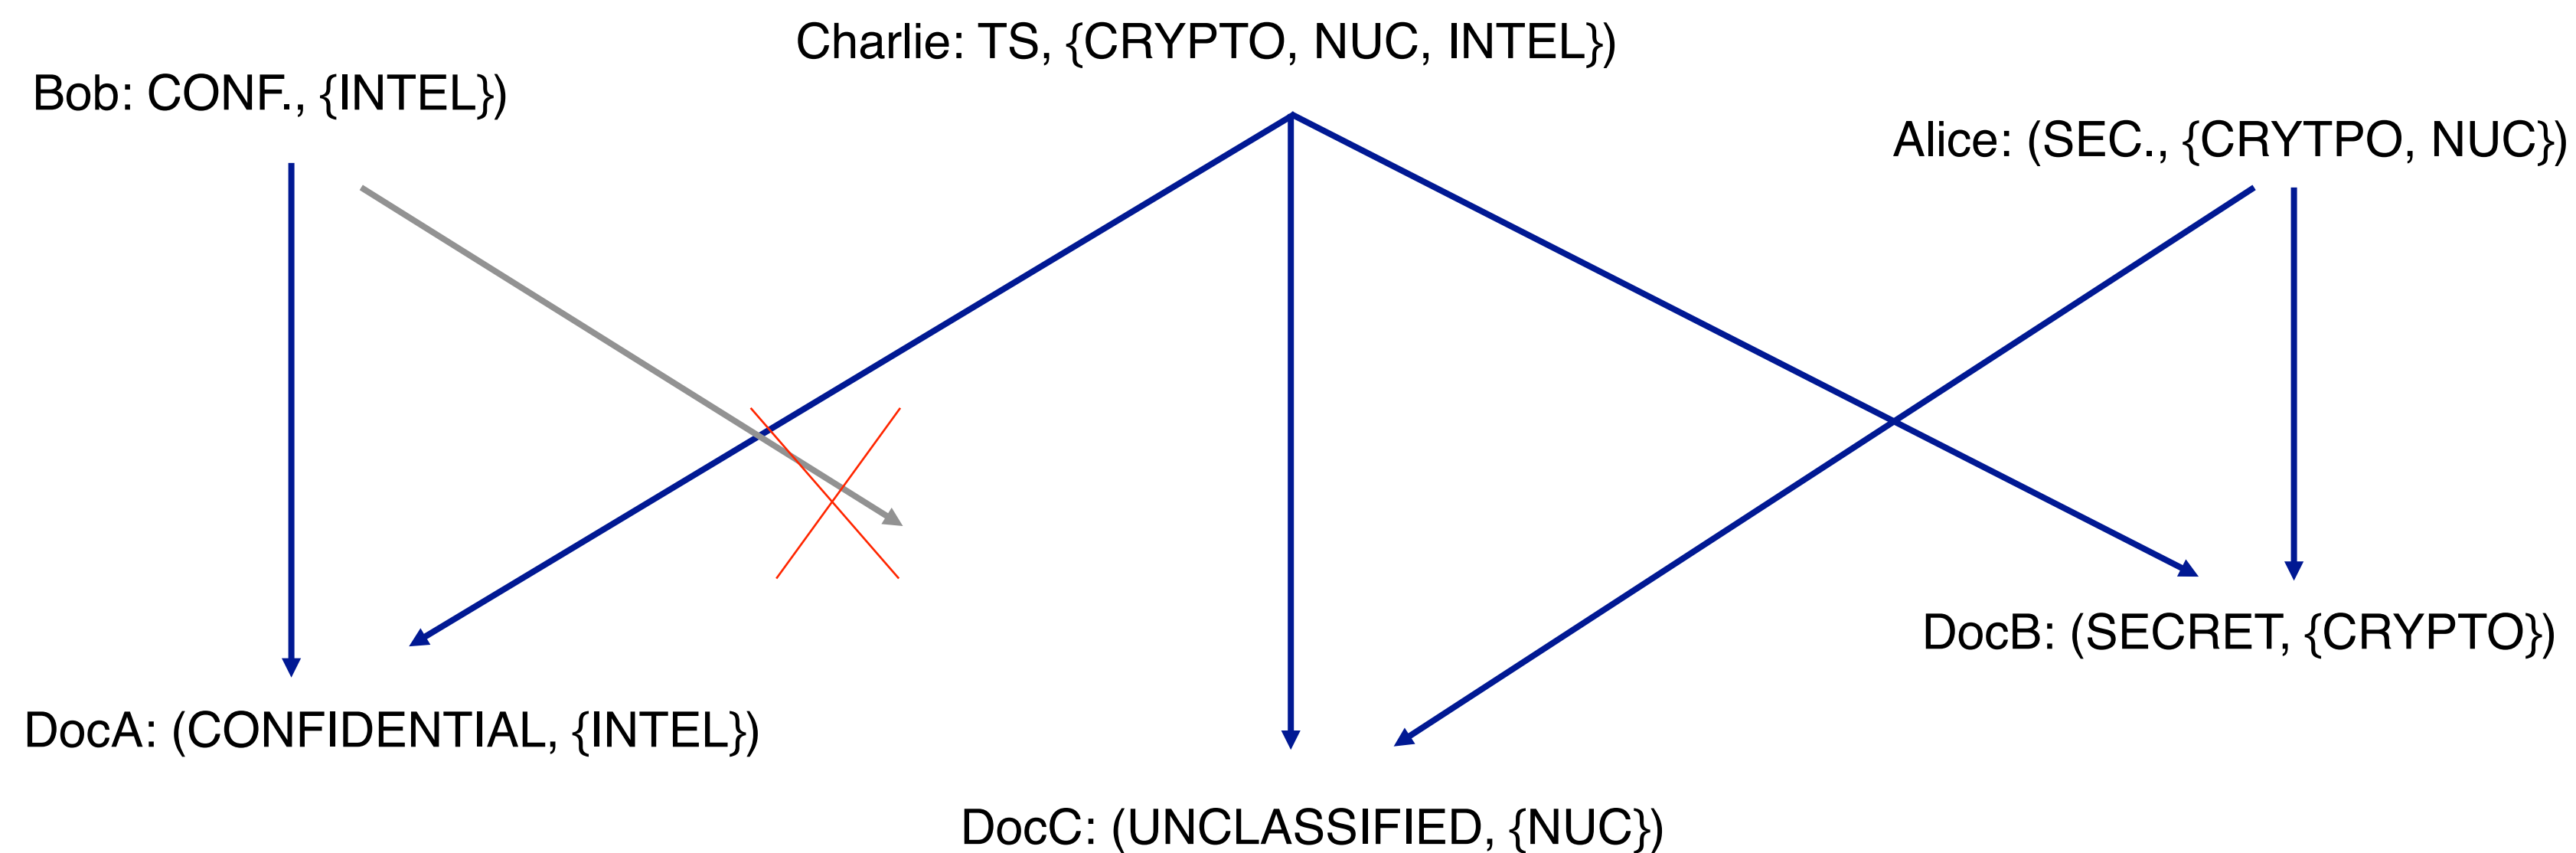 Charlie: TS, {CRYPTO, NUC, INTEL})
Bob: CONF., {INTEL})
Alice: (SEC., {CRYTPO, NUC})
DocB: (SECRET, {CRYPTO})
DocA: (CONFIDENTIAL, {INTEL})
DocC: (UNCLASSIFIED, {NUC})